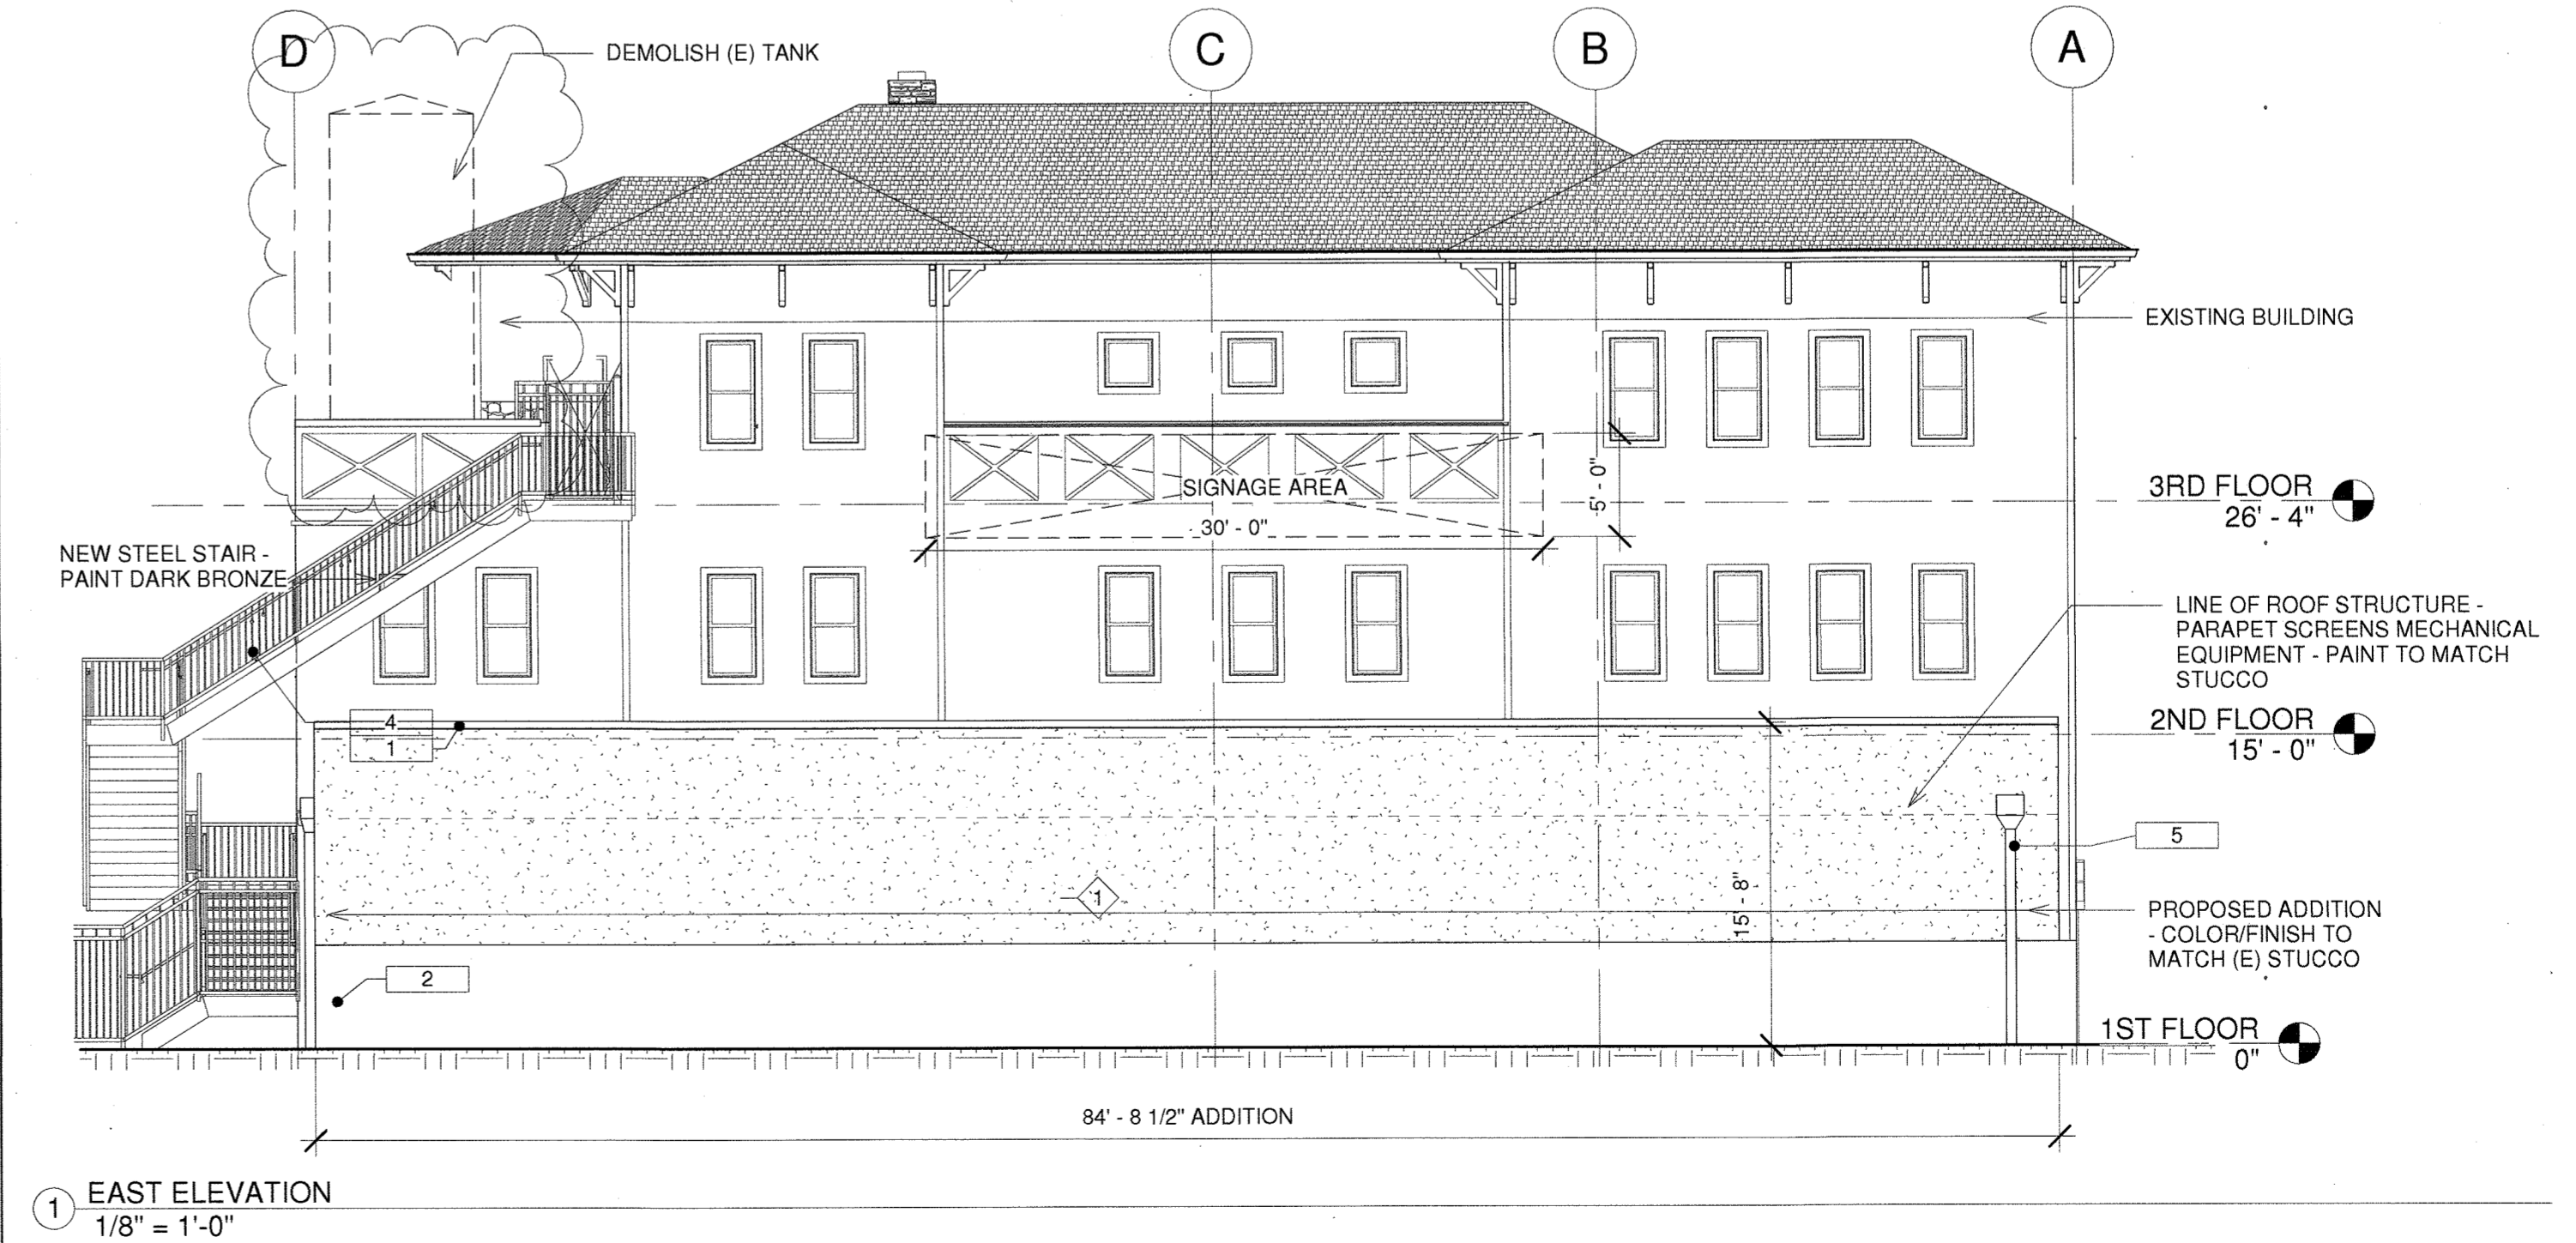 D
C
B
A
DEMOLISH (E) TANK
EXISTING BUILDING
SIGNAGE AREA
30' - 0"
5' - 0"
3RD FLOOR
26' - 4"
NEW STEEL STAIR -
PAINT DARK BRONZE
LINE OF ROOF STRUCTURE -
PARAPET SCREENS MECHANICAL
EQUIPMENT - PAINT TO MATCH
STUCCO
4
1
2ND FLOOR
15' - 0"
5
1
15' - 8"
PROPOSED ADDITION
- COLOR/FINISH TO
MATCH (E) STUCCO
2
1ST FLOOR
0"
84' - 8 1/2" ADDITION
1
EAST ELEVATION
1/8" = 1'-0"